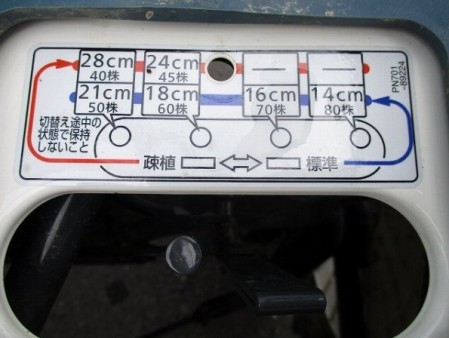 28cm 24cm — —
40株 45株
21cm 18cm 16cm 14cm
50株 60株 70株 80株
切替え途中の
状態で保持
しないこと
疎植 標準
PN701
-89224